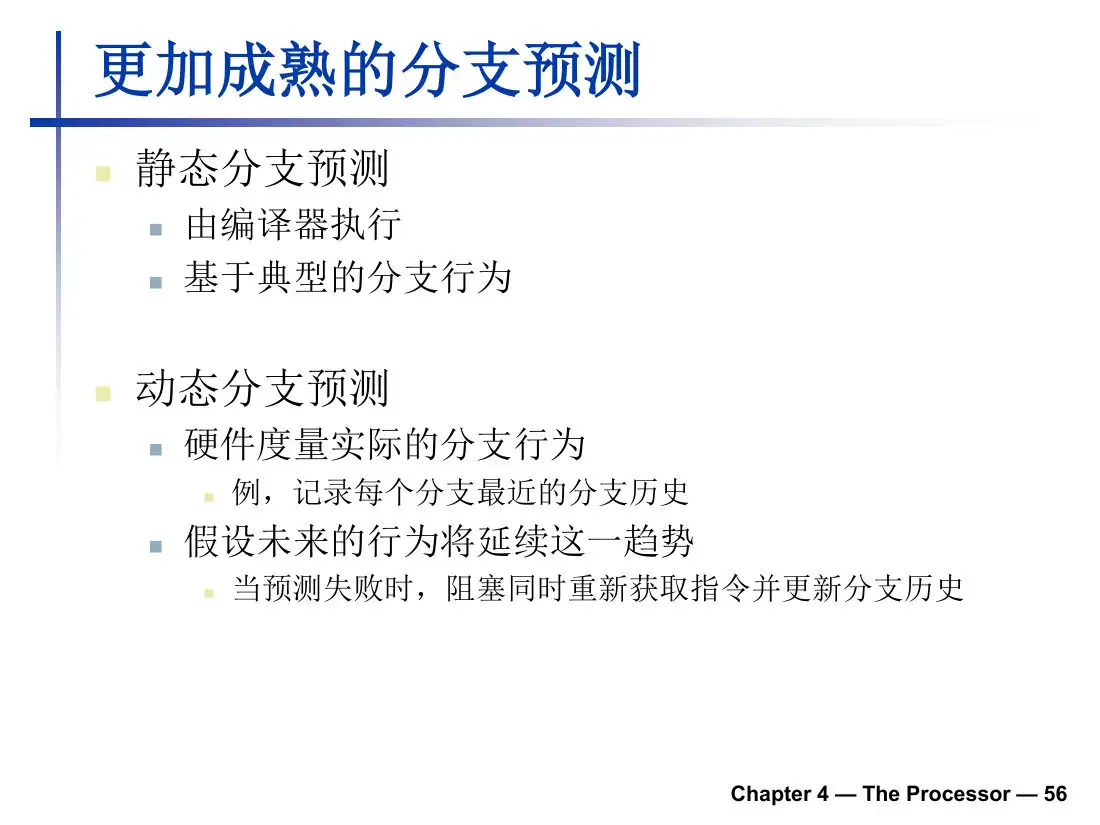 更加成熟的分支预测
静态分支预测
由编译器执行
基于典型的分支行为
动态分支预测
硬件度量实际的分支行为
例，记录每个分支最近的分支历史
假设未来的行为将延续这一趋势
当预测失败时，阻塞同时重新获取指令并更新分支历史
Chapter 4 — The Processor — 56